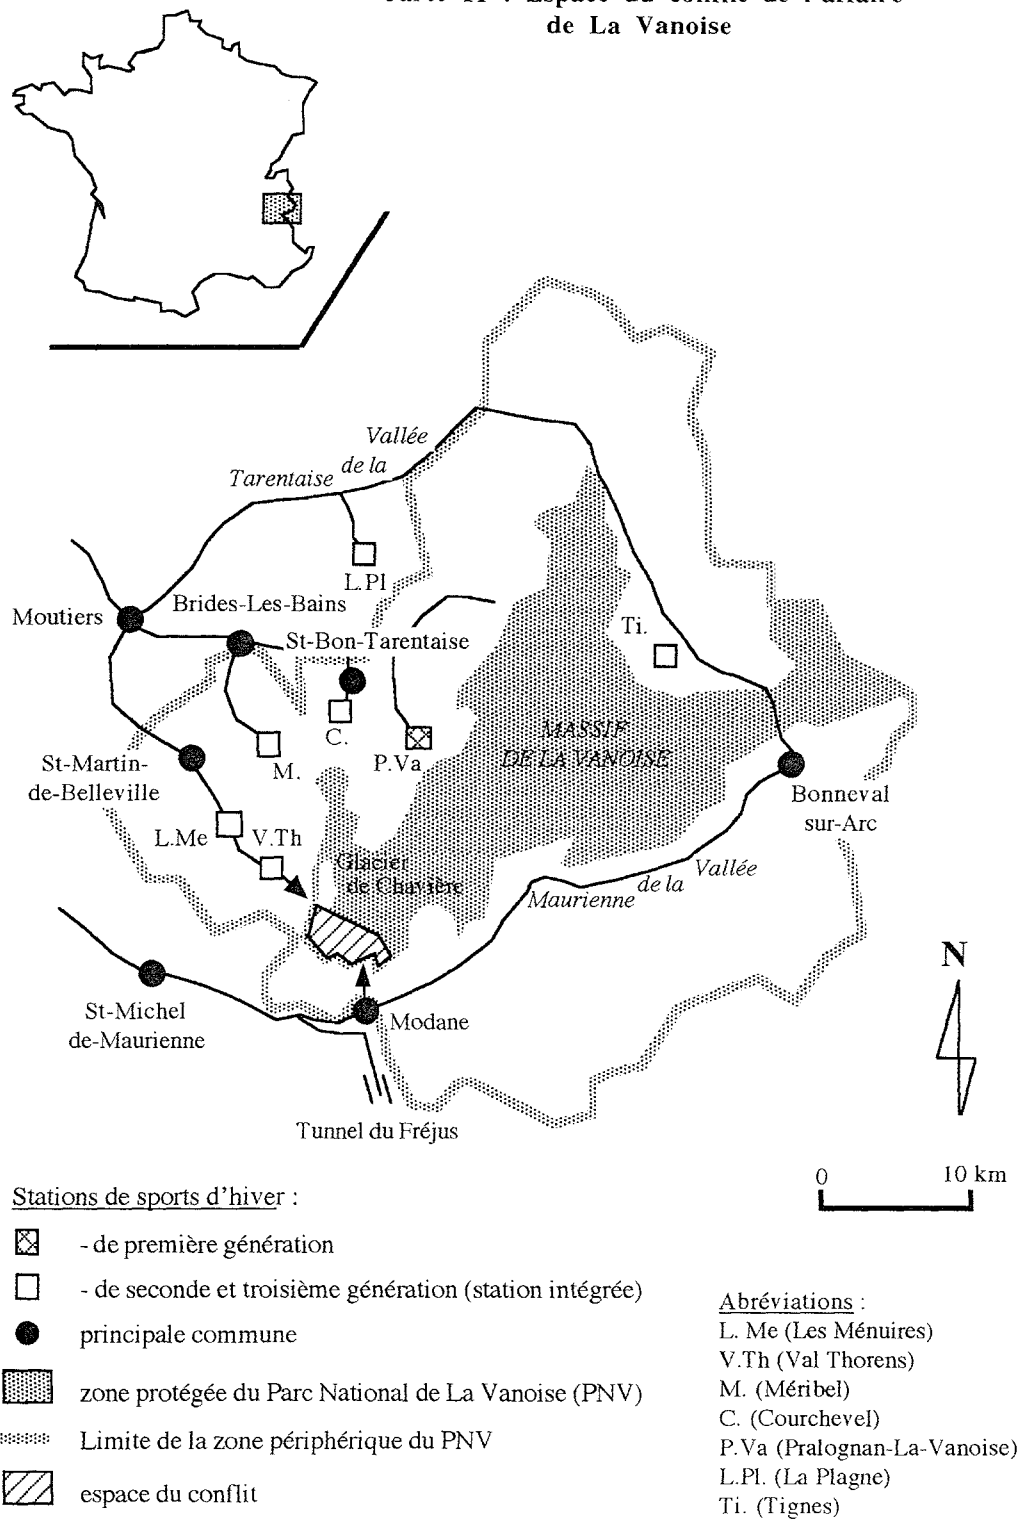 de La Vanoise
Vallée
de la
Tarentaise
L.Pl
Brides-Les-Bains
Moutiers
St-Bon-Tarentaise
Ti.
C.
MASSIF
DE LA VANOISE
P.Va
M.
St-Martin-
de-Belleville
Bonneval
sur-Arc
L.Me
V.Th
Glacier
de Chavière
Vallée
de la
Maurienne
N
St-Michel
de-Maurienne
Modane
Tunnel du Fréjus
0 10 km
Stations de sports d'hiver :
- de première génération
- de seconde et troisième génération (station intégrée)
principale commune
zone protégée du Parc National de La Vanoise (PNV)
Limite de la zone périphérique du PNV
espace du conflit
Abréviations :
L. Me (Les Ménuires)
V.Th (Val Thorens)
M. (Méribel)
C. (Courchevel)
P.Va (Pralognan-La-Vanoise)
L.Pl. (La Plagne)
Ti. (Tignes)